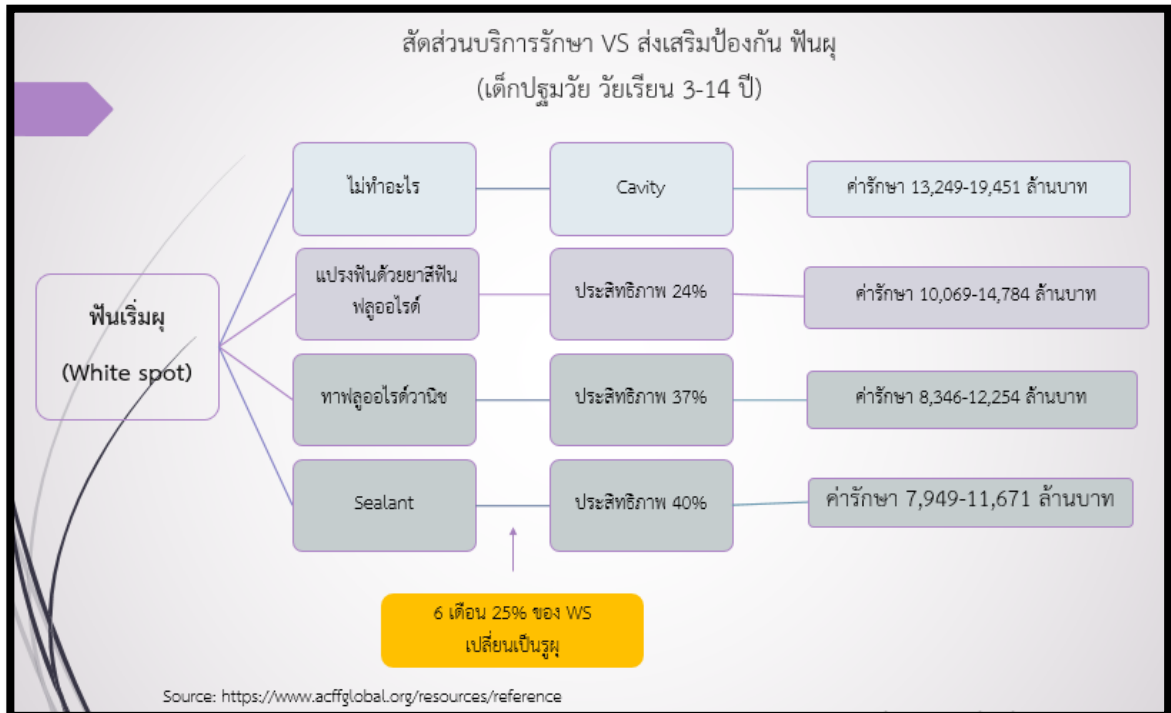 สัดส่วนบริการรักษา VS ส่งเสริมป้องกัน ฟันผุ
(เด็กปฐมวัย วัยเรียน 3-14 ปี)
ฟันเริ่มผุ
(White spot)
ไม่ทำอะไร
Cavity
ค่ารักษา 13,249-19,451 ล้านบาท
แปรงฟันด้วยยาสีฟัน
ฟลูออไรด์
ประสิทธิภาพ 24%
ค่ารักษา 10,069-14,784 ล้านบาท
ทาฟลูออไรด์วานิช
ประสิทธิภาพ 37%
ค่ารักษา 8,346-12,254 ล้านบาท
Sealant
ประสิทธิภาพ 40%
ค่ารักษา 7,949-11,671 ล้านบาท
6 เดือน 25% ของ WS
เปลี่ยนเป็นรูผุ
Source: https://www.acffglobal.org/resources/reference